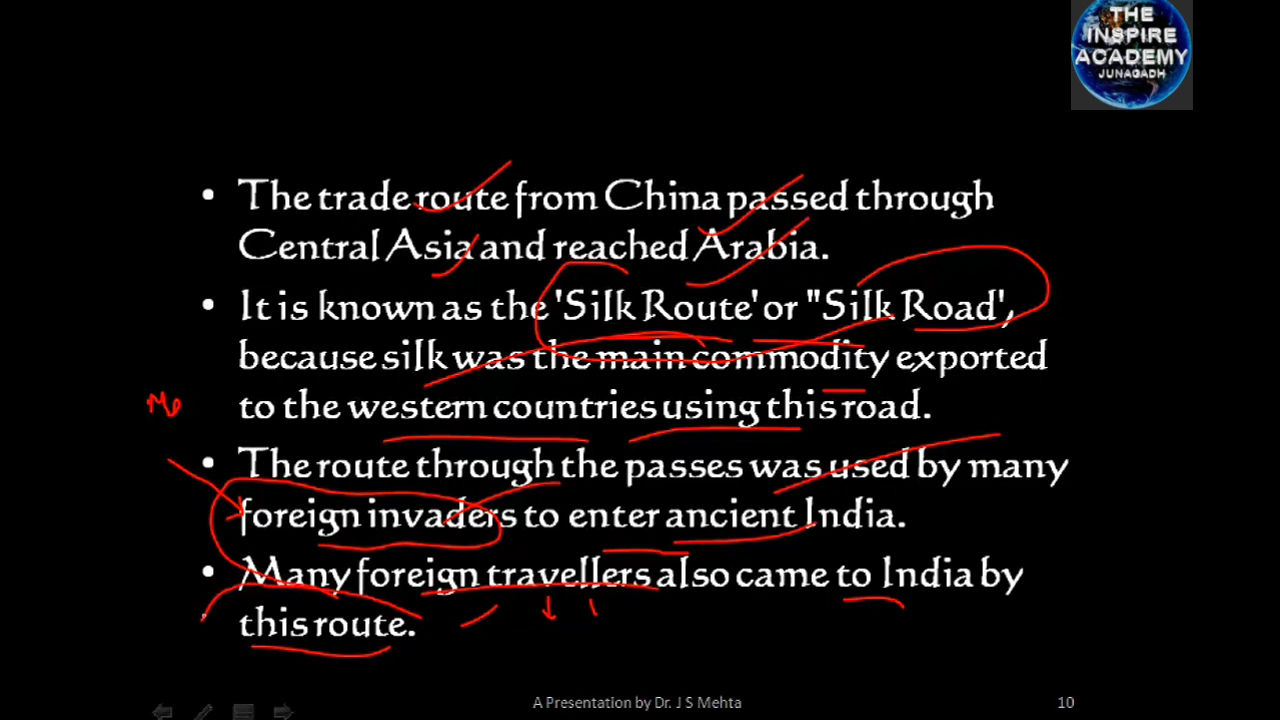 THE
INSPIRE
ACADEMY
JUNAGADH
• The trade route from China passed through
Central Asia and reached Arabia.
• It is known as the 'Silk Route' or "Silk Road',
because silk was the main commodity exported
to the western countries using this road.
• The route through the passes was used by many
foreign invaders to enter ancient India.
• Many foreign travellers also came to India by
this route.
A Presentation by Dr. J S Mehta
10